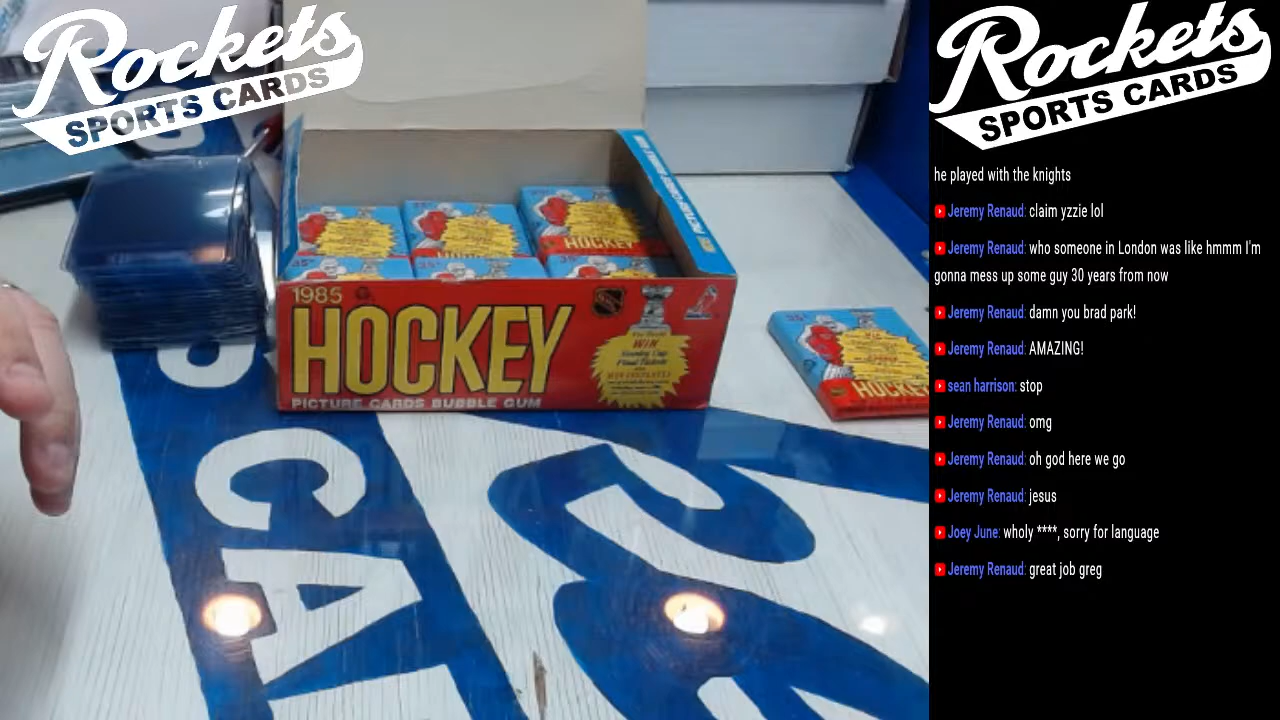 Rockets
SPORTS CARDS
Rockets
SPORTS CARDS
he played with the knights
Jeremy Renaud: claim yzzie lol
Jeremy Renaud: who someone in London was like hmmm I'm
gonna mess up some guy 30 years from now
Jeremy Renaud: damn you brad park!
Jeremy Renaud: AMAZING!
sean harrison: stop
Jeremy Renaud: omg
Jeremy Renaud: oh god here we go
Jeremy Renaud: jesus
Joey June: wholy ****, sorry for language
Jeremy Renaud: great job greg
HOCKEY
1985
HOCKEY
PICTURE CARDS BUBBLE GUM
WIN
HOCKEY
CA